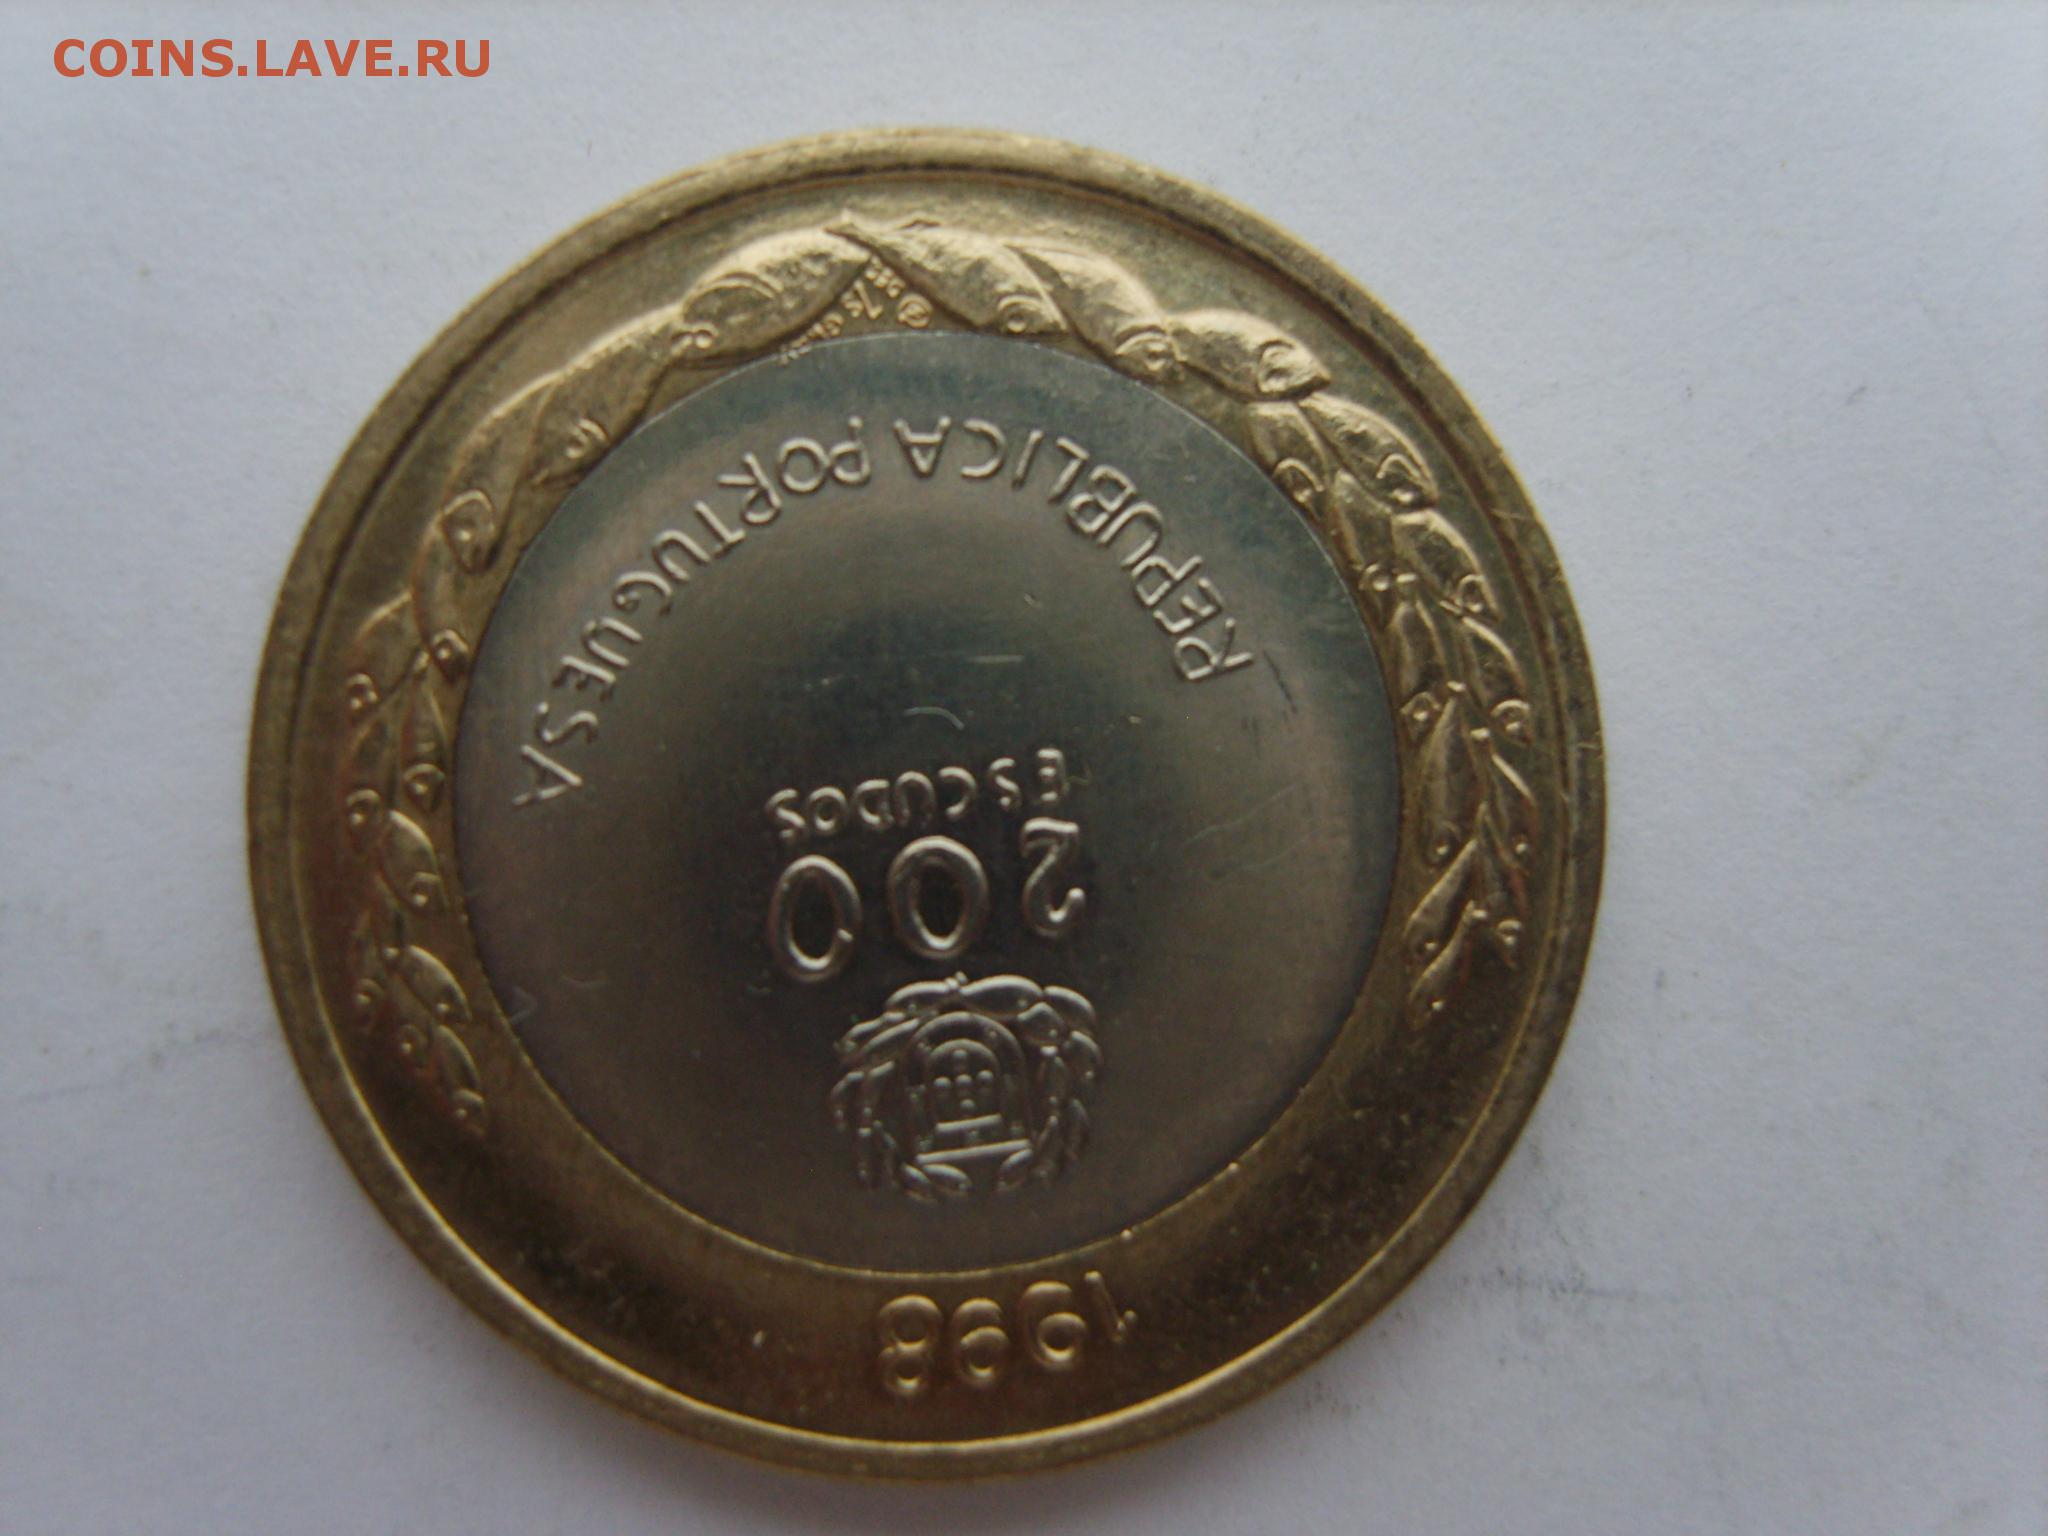 COINS.LAVE.RU
1998
200
ESCUDOS
REPUBLICA PORTUGUESA